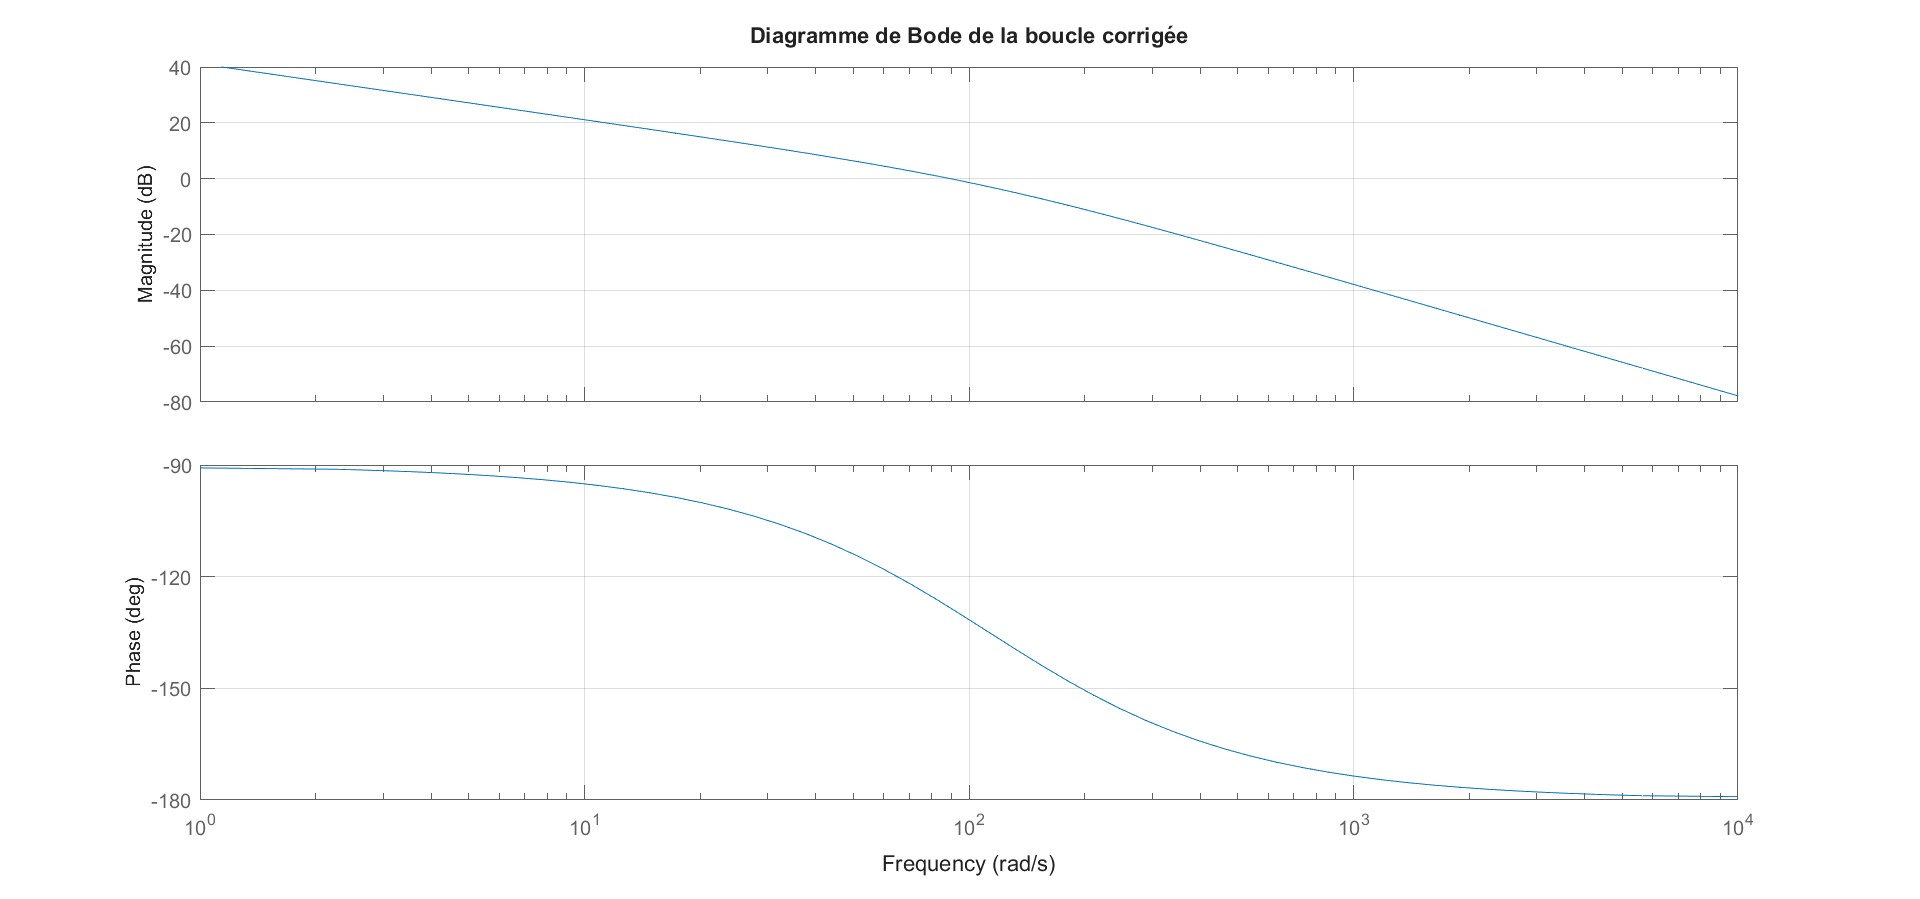 Diagramme de Bode de la boucle corrigée
Magnitude (dB)
40
20
0
-20
-40
-60
-80
Phase (deg)
-90
-120
-150
-180
10^0 10^1 10^2 10^3 10^4
Frequency (rad/s)